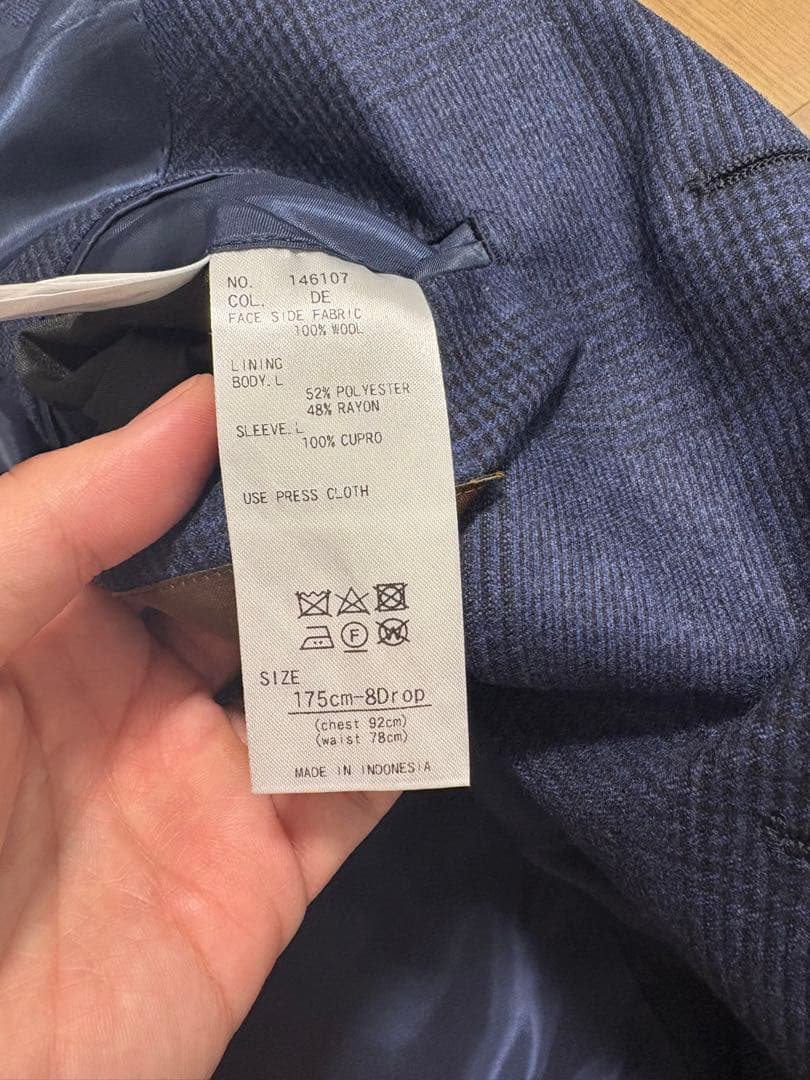 NO. 146107
COL. DE
FACE SIDE FABRIC
100% WOOL
LINING
BODY.L
52% POLYESTER
48% RAYON
SLEEVE.L
100% CUPRO
USE PRESS CLOTH
F W
SIZE
175cm-8Drop
(chest 92cm)
(waist 78cm)
MADE IN INDONESIA